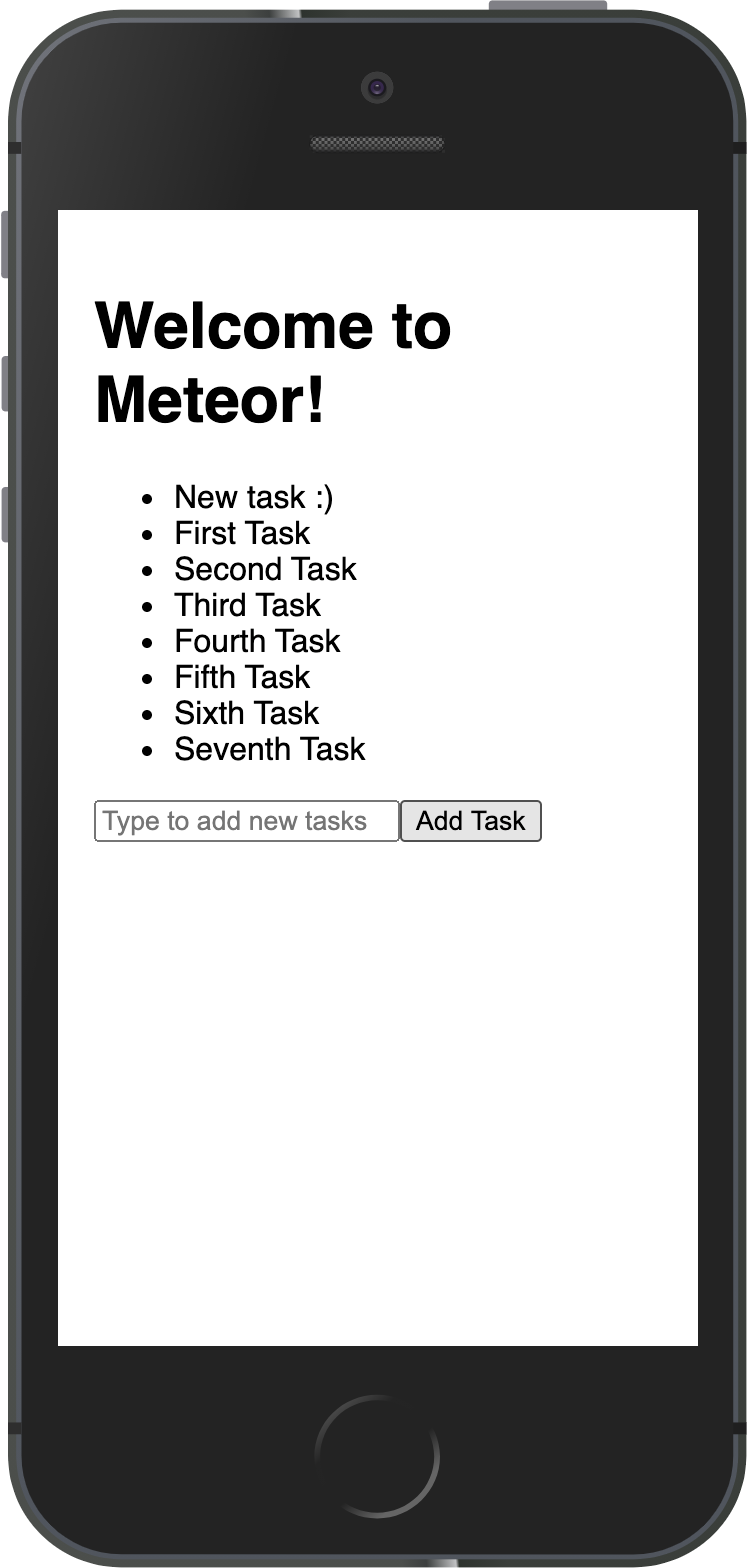 Welcome to
Meteor!
New task :)
First Task
Second Task
Third Task
Fourth Task
Fifth Task
Sixth Task
Seventh Task
Type to add new tasks Add Task